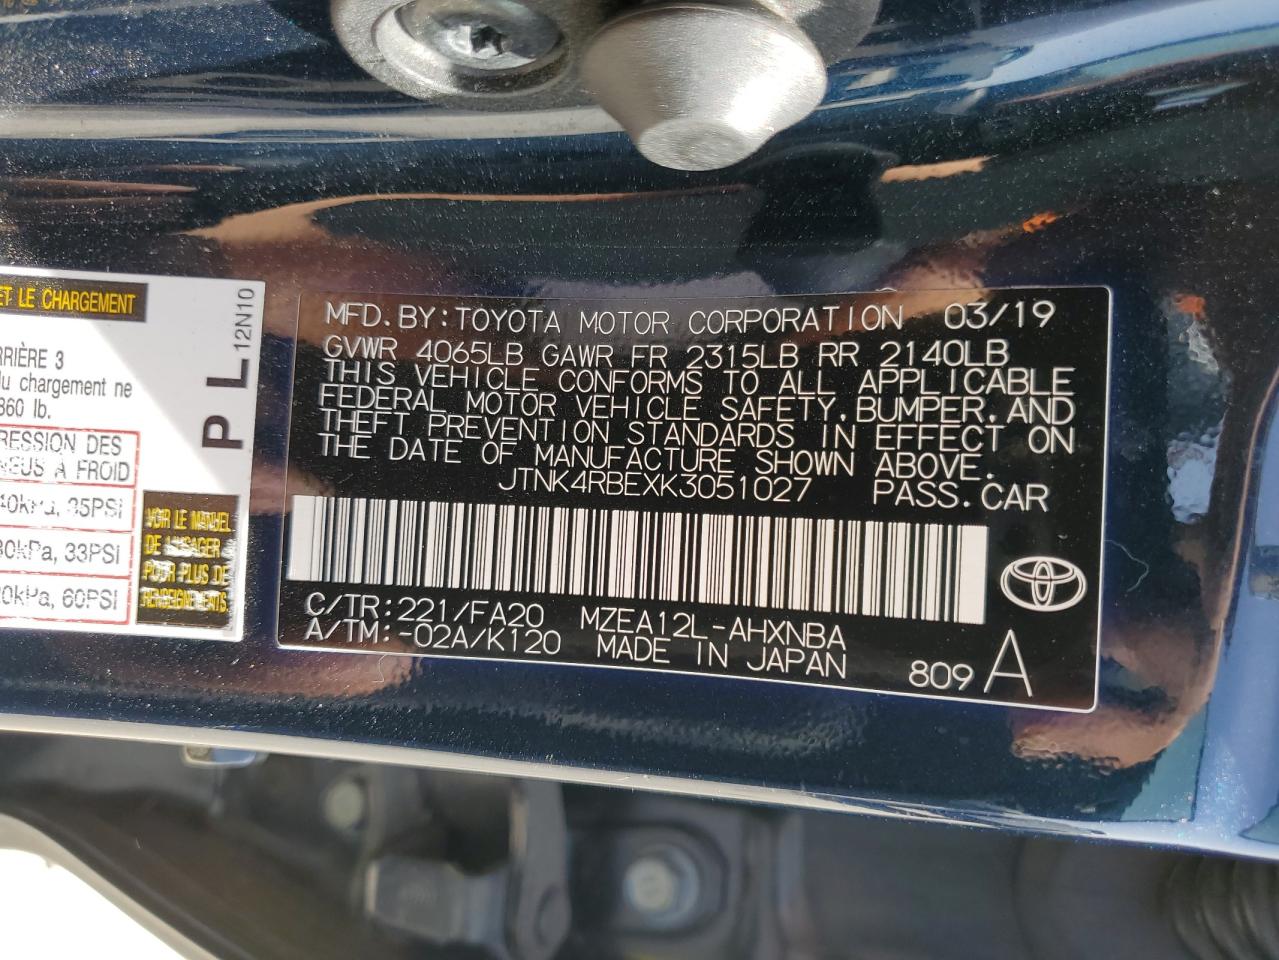 ET LE CHARGEMENT
RRIÈRE 3
du chargement ne
360 lb.
RESSION DES
NEUS À FROID
40kPa, 35PSI
30kPa, 33PSI
20kPa, 60PSI
P L
12N10
VOIR LE MANUEL
DE L'USAGER
POUR PLUS DE
RENSEIGNEMENTS.
MFD.BY:TOYOTA MOTOR CORPORATION 03/19
GVWR 4065LB GAWR FR 2315LB RR 2140LB
THIS VEHICLE CONFORMS TO ALL APPLICABLE
FEDERAL MOTOR VEHICLE SAFETY,BUMPER,AND
THEFT PREVENTION STANDARDS IN EFFECT ON
THE DATE OF MANUFACTURE SHOWN ABOVE.
JTNK4RBEXK3051027 PASS.CAR
C/TR:221/FA20 MZEA12L-AHXNBA
A/TM:-02A/K120 MADE IN JAPAN
809 A